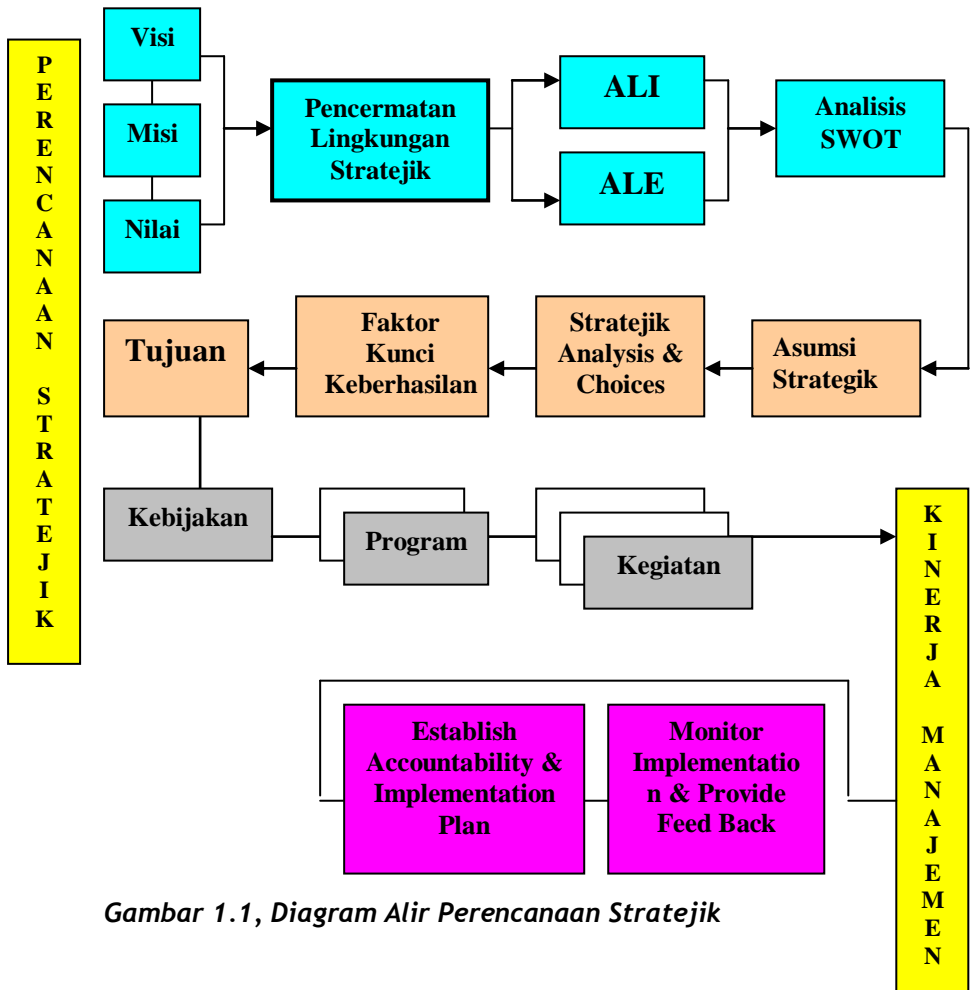 PERENCANAAN STRATEJIK
Visi
Misi
Nilai
Pencermatan
Lingkungan
Stratejik
ALI
ALE
Analisis
SWOT
Tujuan
Faktor
Kunci
Keberhasilan
Stratejik
Analysis &
Choices
Asumsi
Strategik
Kebijakan
Program
Kegiatan
KINERJA MANAJEMEN
Establish
Accountability &
Implementation
Plan
Monitor
Implementatio
n & Provide
Feed Back
Gambar 1.1, Diagram Alir Perencanaan Stratejik